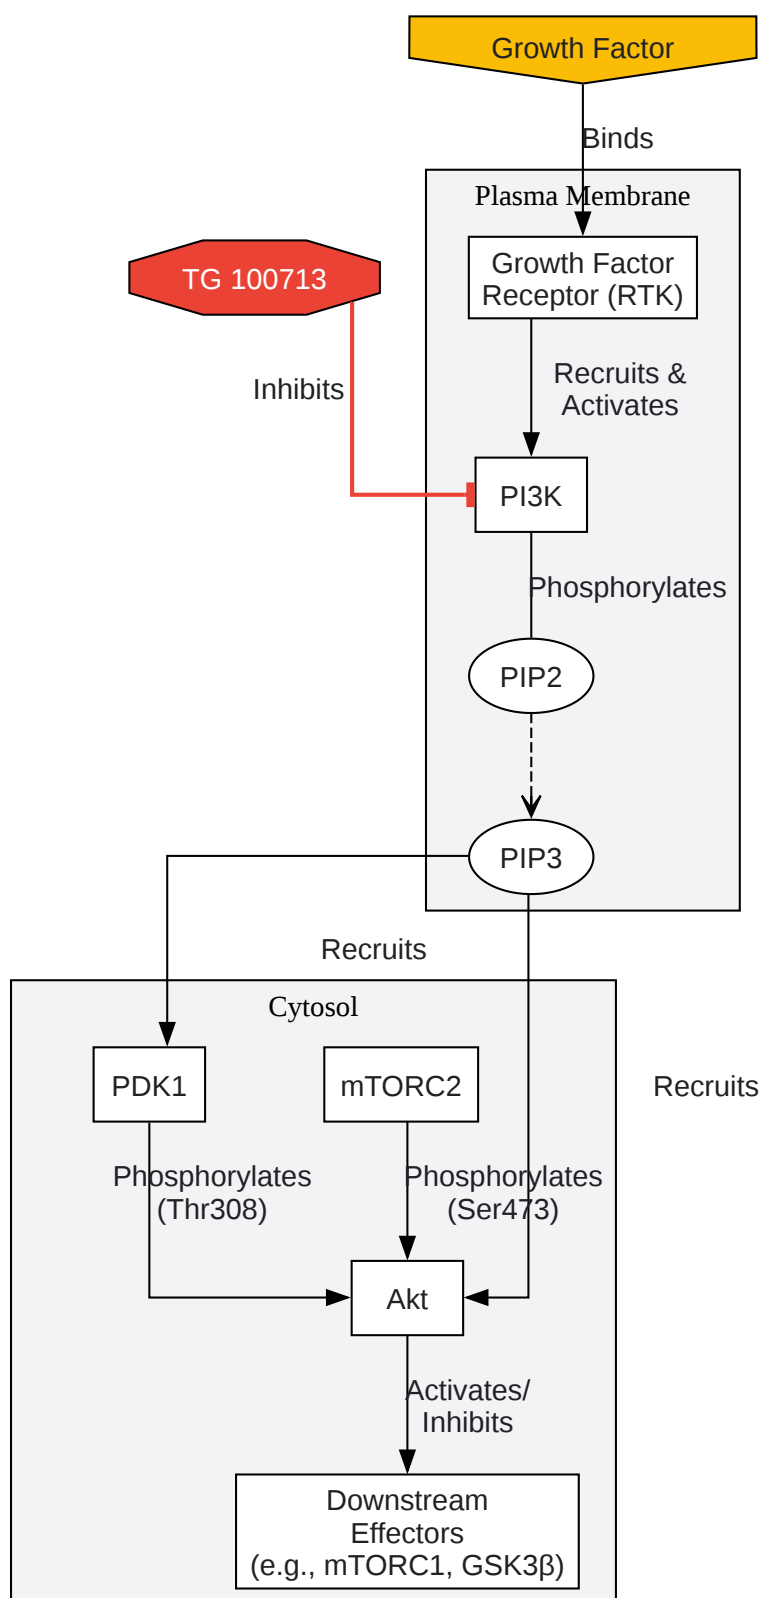 Growth Factor
Binds
Plasma Membrane
Growth Factor
Receptor (RTK)
TG 100713
Inhibits
Recruits &
Activates
PI3K
Phosphorylates
PIP2
PIP3
Recruits
Cytosol
PDK1
mTORC2
Recruits
Phosphorylates
(Thr308)
Phosphorylates
(Ser473)
Akt
Activates/
Inhibits
Downstream
Effectors
(e.g., mTORC1, GSK3β)